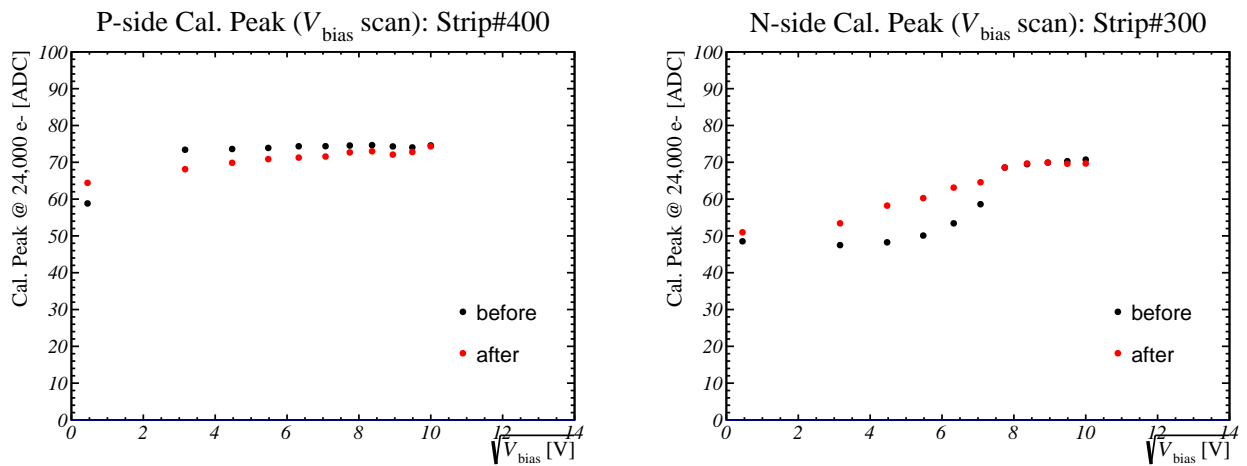 P-side Cal. Peak (V_bias scan): Strip#400
Cal. Peak @ 24,000 e- [ADC]
100
90
80
70
60
50
40
30
20
10
0
before
after
0 2 4 6 8 10 12 14
√V_bias [V]
N-side Cal. Peak (V_bias scan): Strip#300
Cal. Peak @ 24,000 e- [ADC]
100
90
80
70
60
50
40
30
20
10
0
before
after
0 2 4 6 8 10 12 14
√V_bias [V]